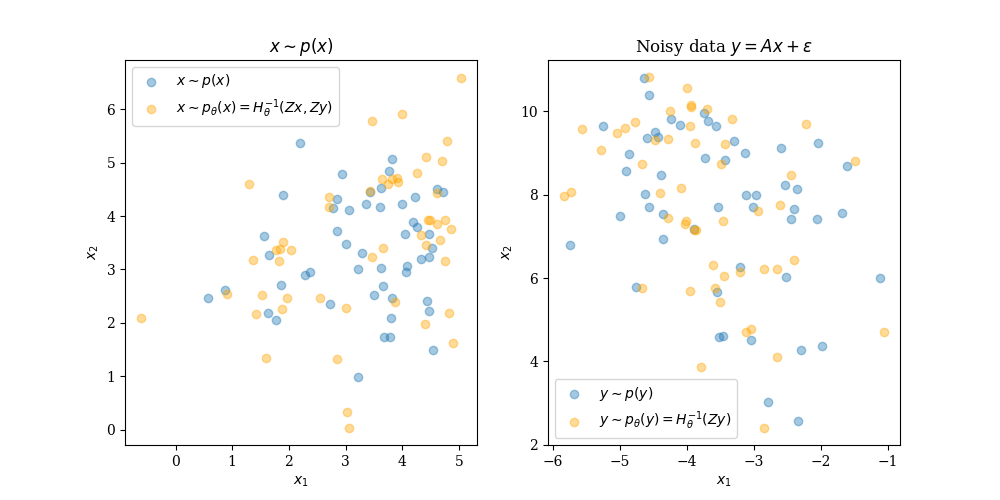 x ~ p(x)
x ~ p(x)
x ~ p_θ(x) = H_θ^{-1}(Zx, Zy)
6
5
4
3
2
1
0
x_2
0 1 2 3 4 5
x_1
Noisy data y = Ax + ε
10
8
6
4
2
x_2
y ~ p(y)
y ~ p_θ(y) = H_θ^{-1}(Zy)
−6 −5 −4 −3 −2 −1
x_1